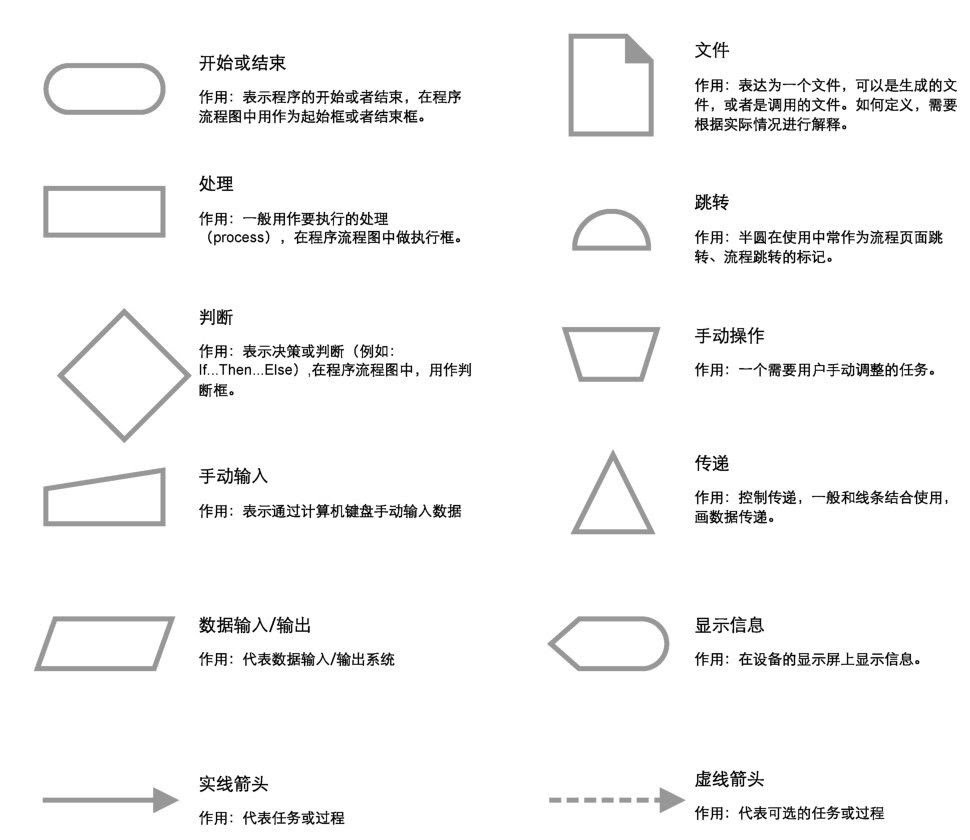 开始或结束
作用：表示程序的开始或者结束，在程序
流程图中用作为起始框或者结束框。
处理
作用：一般用作要执行的处理
（process），在程序流程图中做执行框。
判断
作用：表示决策或判断（例如：
If...Then...Else）,在程序流程图中，用作判
断框。
手动输入
作用：表示通过计算机键盘手动输入数据
数据输入/输出
作用：代表数据输入/输出系统
实线箭头
作用：代表任务或过程
文件
作用：表达为一个文件，可以是生成的文
件，或者是调用的文件。如何定义，需要
根据实际情况进行解释。
跳转
作用：半圆在使用中常作为流程页面跳
转、流程跳转的标记。
手动操作
作用：一个需要用户手动调整的任务。
传递
作用：控制传递，一般和线条结合使用，
画数据传递。
显示信息
作用：在设备的显示屏上显示信息。
虚线箭头
作用：代表可选的任务或过程